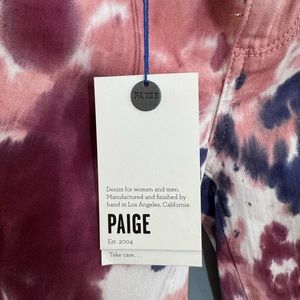 PAIGE
Denim for women and men.
Manufactured and finished by
hand in Los Angeles, California.
PAIGE
Est. 2004
Take care...